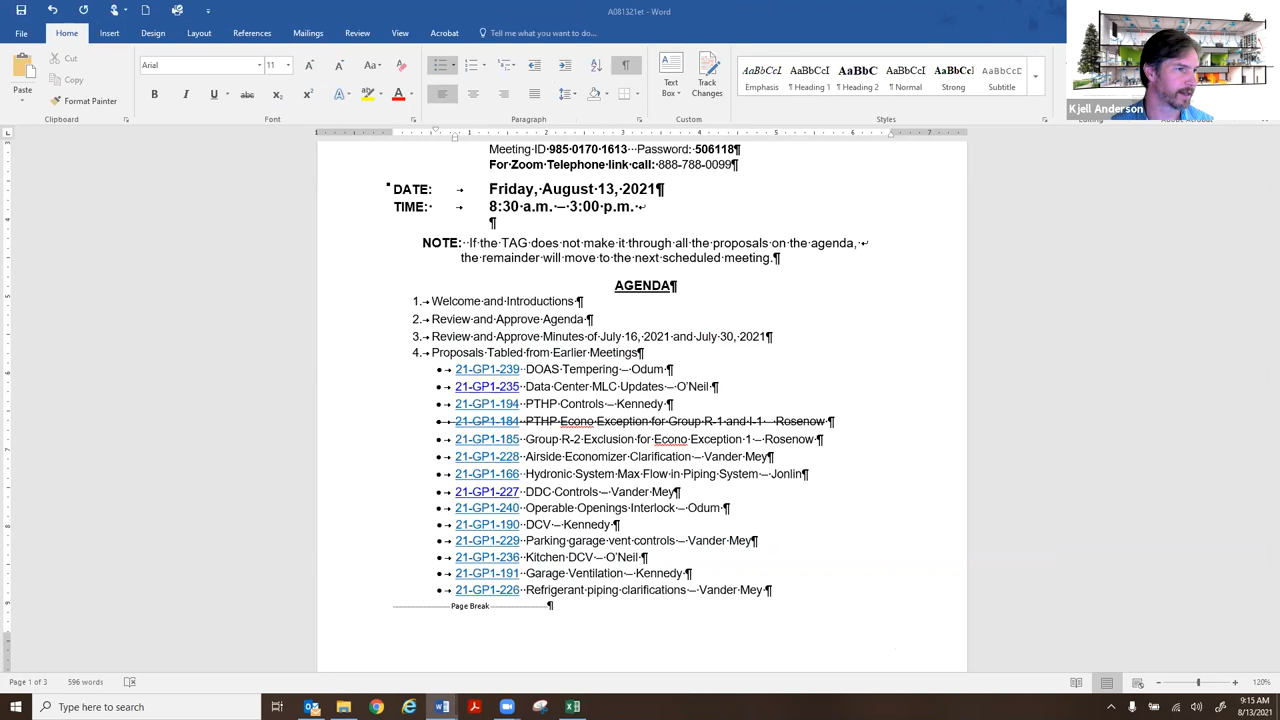 A081321et - Word
File Home Insert Design Layout References Mailings Review View Acrobat Tell me what you want to do...
Cut
Copy
Paste
Format Painter
Arial 11
Text Box
Track Changes
AaBbCcI AaBbCcI AaBbC AaBbCcI AaBbCcI AaBbCcD
Emphasis ¶ Heading 1 ¶ Heading 2 ¶ Normal Strong Subtitle
Clipboard Font Paragraph Custom Styles
Kjell Anderson
Meeting·ID·985·0170·1613···Password:·506118¶
For·Zoom·Telephone·link·call:·888-788-0099¶
DATE: → Friday,·August·13,·2021¶
TIME:· → 8:30·a.m.·–·3:00·p.m.·↵
¶
NOTE:··If·the·TAG·does·not·make·it·through·all·the·proposals·on·the·agenda,·↵
the·remainder·will·move·to·the·next·scheduled·meeting.¶
AGENDA¶
1.→Welcome·and·Introductions·¶
2.→Review·and·Approve·Agenda·¶
3.→Review·and·Approve·Minutes·of·July·16,·2021·and·July·30,·2021¶
4.→Proposals·Tabled·from·Earlier·Meetings¶
●→21-GP1-239··DOAS·Tempering·–·Odum·¶
●→21-GP1-235··Data·Center·MLC·Updates·–·O’Neil·¶
●→21-GP1-194··PTHP·Controls·–·Kennedy·¶
●→21-GP1-184··PTHP·Econo·Exception·for·Group·R-1·and·I-1·–·Rosenow·¶
●→21-GP1-185··Group·R-2·Exclusion·for·Econo·Exception·1·–·Rosenow·¶
●→21-GP1-228··Airside·Economizer·Clarification·–·Vander·Mey¶
●→21-GP1-166··Hydronic·System·Max·Flow·in·Piping·System·–·Jonlin¶
●→21-GP1-227··DDC·Controls·–·Vander·Mey¶
●→21-GP1-240··Operable·Openings·Interlock·–·Odum·¶
●→21-GP1-190··DCV·–·Kennedy·¶
●→21-GP1-229··Parking·garage·vent·controls·–·Vander·Mey¶
●→21-GP1-236··Kitchen·DCV·–·O’Neil·¶
●→21-GP1-191··Garage·Ventilation·–·Kennedy·¶
●→21-GP1-226··Refrigerant·piping·clarifications·–·Vander·Mey·¶
Page Break ¶
Page 1 of 3 596 words 120%
Type here to search
9:15 AM
8/13/2021